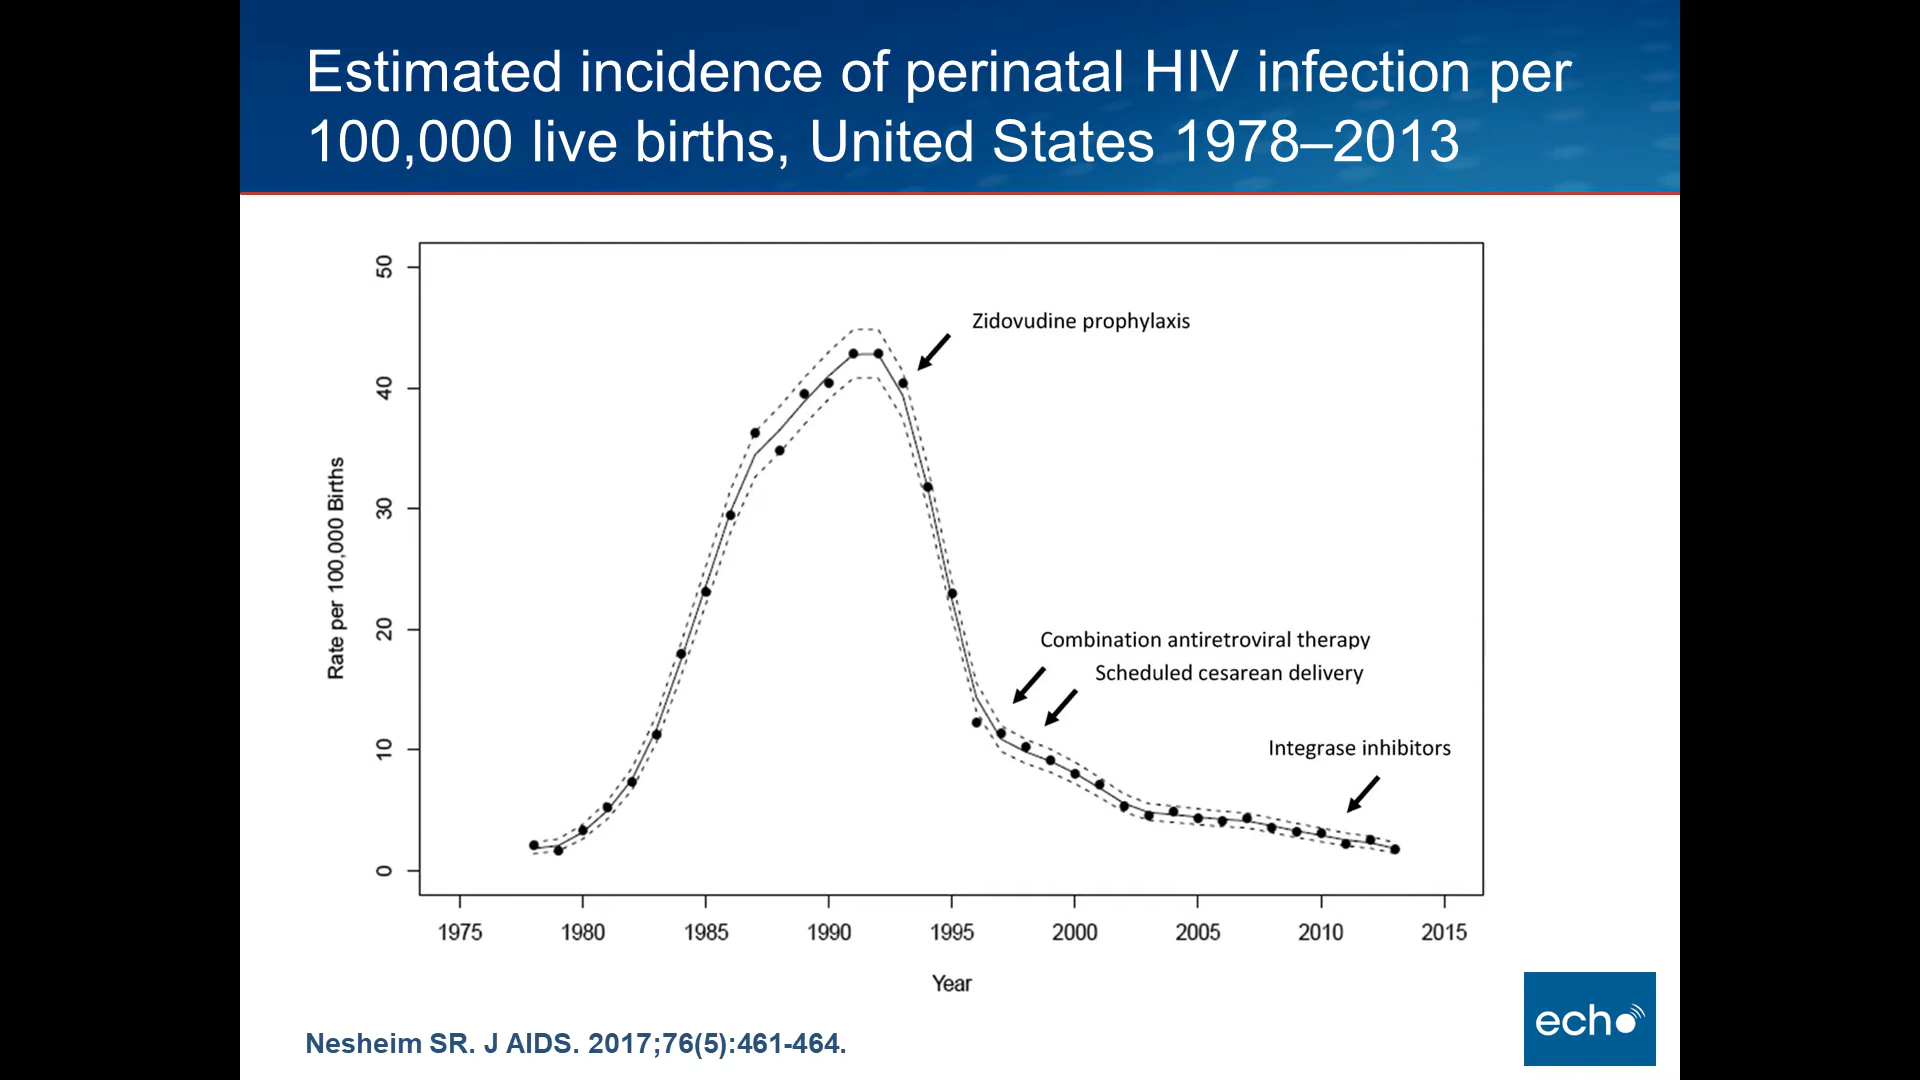 Estimated incidence of perinatal HIV infection per
100,000 live births, United States 1978–2013
50
40
30
20
10
0
Rate per 100,000 Births
Zidovudine prophylaxis
Combination antiretroviral therapy
Scheduled cesarean delivery
Integrase inhibitors
1975 1980 1985 1990 1995 2000 2005 2010 2015
Year
Nesheim SR. J AIDS. 2017;76(5):461-464.
echo